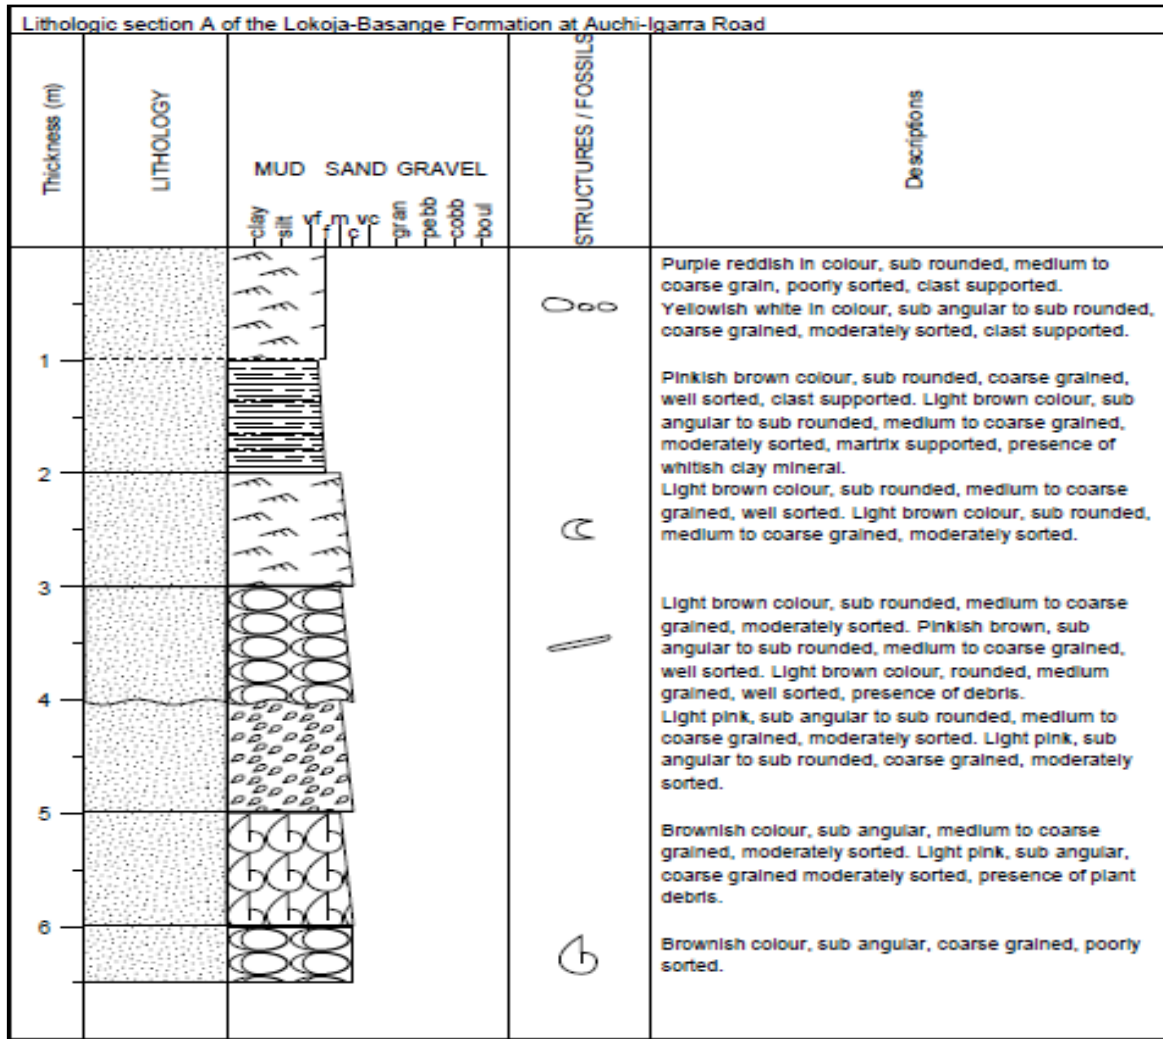 Lithologic section A of the Lokoja-Basange Formation at Auchi-Igarra Road
Thickness (m)
LITHOLOGY
MUD SAND GRAVEL
clay
silt
vf
f
m
c
vc
gran
pebb
cobb
boul
STRUCTURES / FOSSILS
Descriptions
Purple reddish in colour, sub rounded, medium to
coarse grain, poorly sorted, clast supported.
Yellowish white in colour, sub angular to sub rounded,
coarse grained, moderately sorted, clast supported.
1
Pinkish brown colour, sub rounded, coarse grained,
well sorted, clast supported. Light brown colour, sub
angular to sub rounded, medium to coarse grained,
moderately sorted, martrix supported, presence of
whitish clay mineral.
2
Light brown colour, sub rounded, medium to coarse
grained, well sorted. Light brown colour, sub rounded,
medium to coarse grained, moderately sorted.
3
Light brown colour, sub rounded, medium to coarse
grained, moderately sorted. Pinkish brown, sub
angular to sub rounded, medium to coarse grained,
well sorted. Light brown colour, rounded, medium
grained, well sorted, presence of debris.
4
Light pink, sub angular to sub rounded, medium to
coarse grained, moderately sorted. Light pink, sub
angular to sub rounded, coarse grained, moderately
sorted.
5
Brownish colour, sub angular, medium to coarse
grained, moderately sorted. Light pink, sub angular,
coarse grained moderately sorted, presence of plant
debris.
6
Brownish colour, sub angular, coarse grained, poorly
sorted.